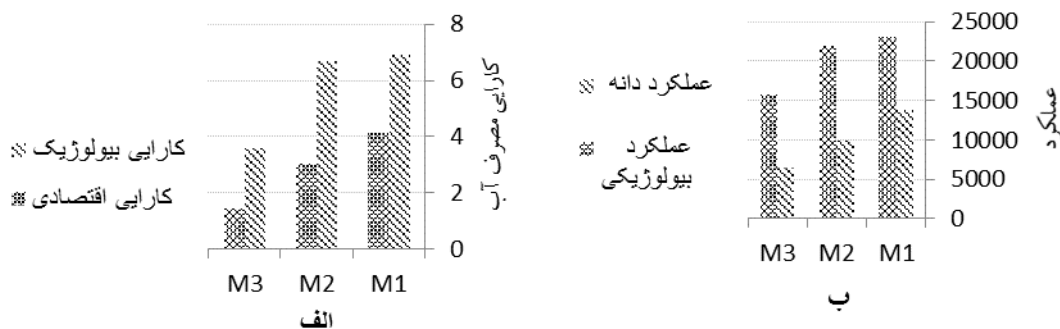 25000
20000
15000
10000
5000
0
عملکرد
عملکرد دانه
عملکرد
بیولوژیکی
M3 M2 M1
ب
8
6
4
2
0
کارایی مصرف آب
کارایی بیولوژیک
کارایی اقتصادی
M3 M2 M1
الف